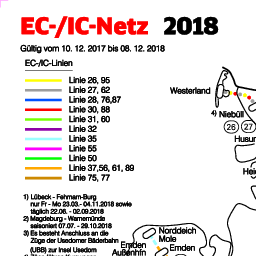 EC-/IC-Netz 2018
Gültig vom 10. 12. 2017 bis 08. 12. 2018
EC-/IC-Linien
Linie 26, 95
Linie 27, 62
Linie 28, 76,87
Linie 30, 88
Linie 31, 60
Linie 32
Linie 35
Linie 55
Linie 50
Linie 37,56, 61, 89
Linie 75, 77
1) Lübeck - Fehmarn-Burg
nur Fr - Mo 23.03.- 04.11.2018 sowie
täglich 22.06. - 02.09.2018
2) Magdeburg - Warnemünde
saisoniert 07.07. - 29.10.2018
3) Es besteht Anschluss an die
Züge der Usedomer Bäderbahn
(UBB) zur Insel Usedom
Westerland
4) Niebüll
26 27
Husu
Hei
Norddeich
Mole
Emden
Außenh
Emden